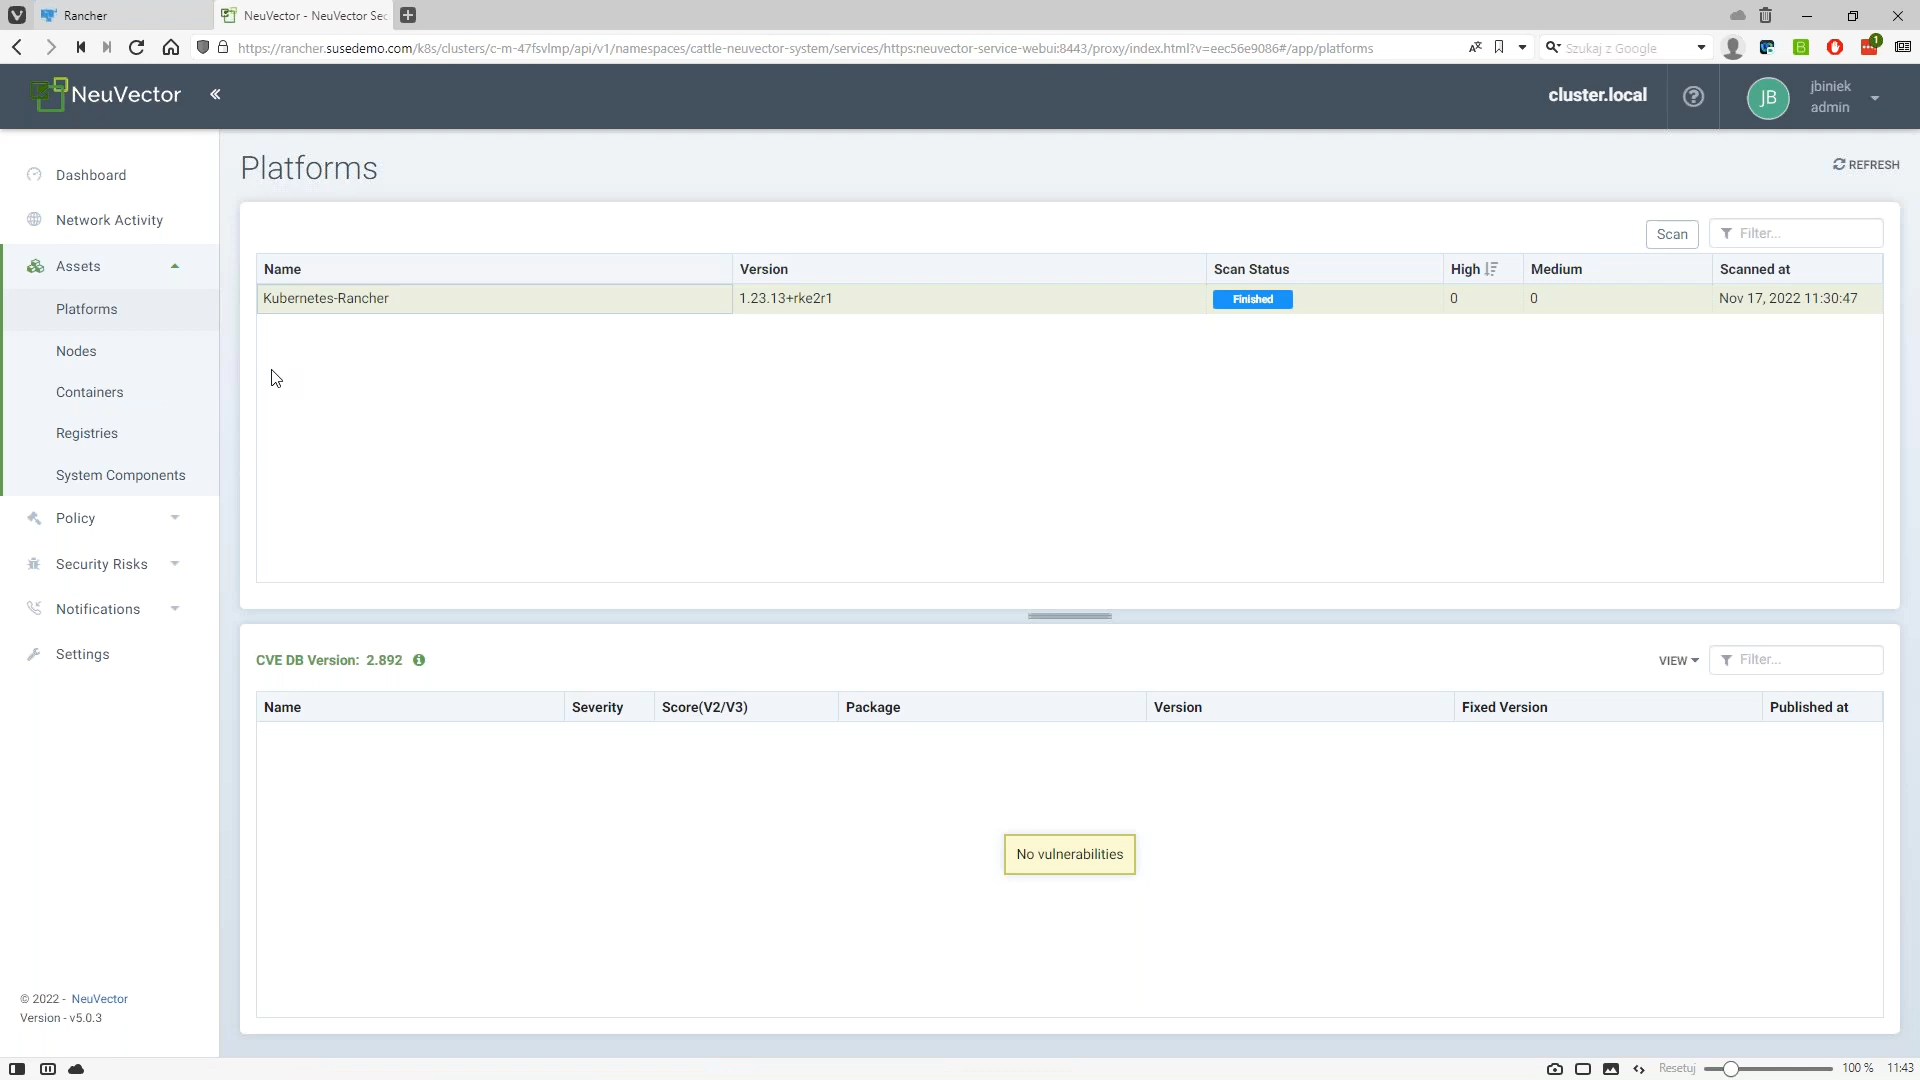 Rancher
NeuVector - NeuVector Sec
https://rancher.susedemo.com/k8s/clusters/c-m-47fsvlmp/api/v1/namespaces/cattle-neuvector-system/services/https:neuvector-service-webui:8443/proxy/index.html?v=eec56e9086#/app/platforms
Szukaj z Google
1
NeuVector
«
cluster.local
JB
jbiniek
admin
Dashboard
Network Activity
Assets
Platforms
Nodes
Containers
Registries
System Components
Policy
Security Risks
Notifications
Settings
© 2022 - NeuVector
Version - v5.0.3
Platforms
REFRESH
Scan
Filter...
Name Version Scan Status High Medium Scanned at
Kubernetes-Rancher 1.23.13+rke2r1 Finished 0 0 Nov 17, 2022 11:30:47
CVE DB Version: 2.892
VIEW
Filter...
Name Severity Score(V2/V3) Package Version Fixed Version Published at
No vulnerabilities
Resetuj 100 % 11:43